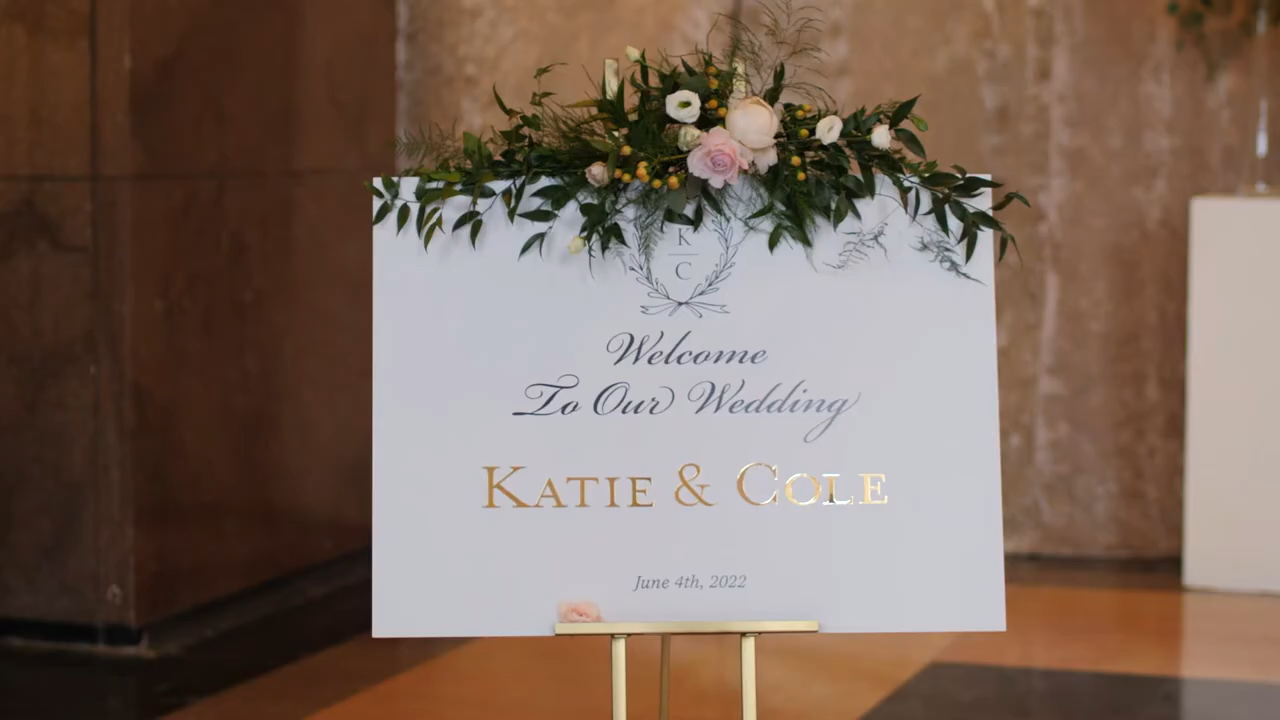 K
C
Welcome
To Our Wedding
KATIE & COLE
June 4th, 2022